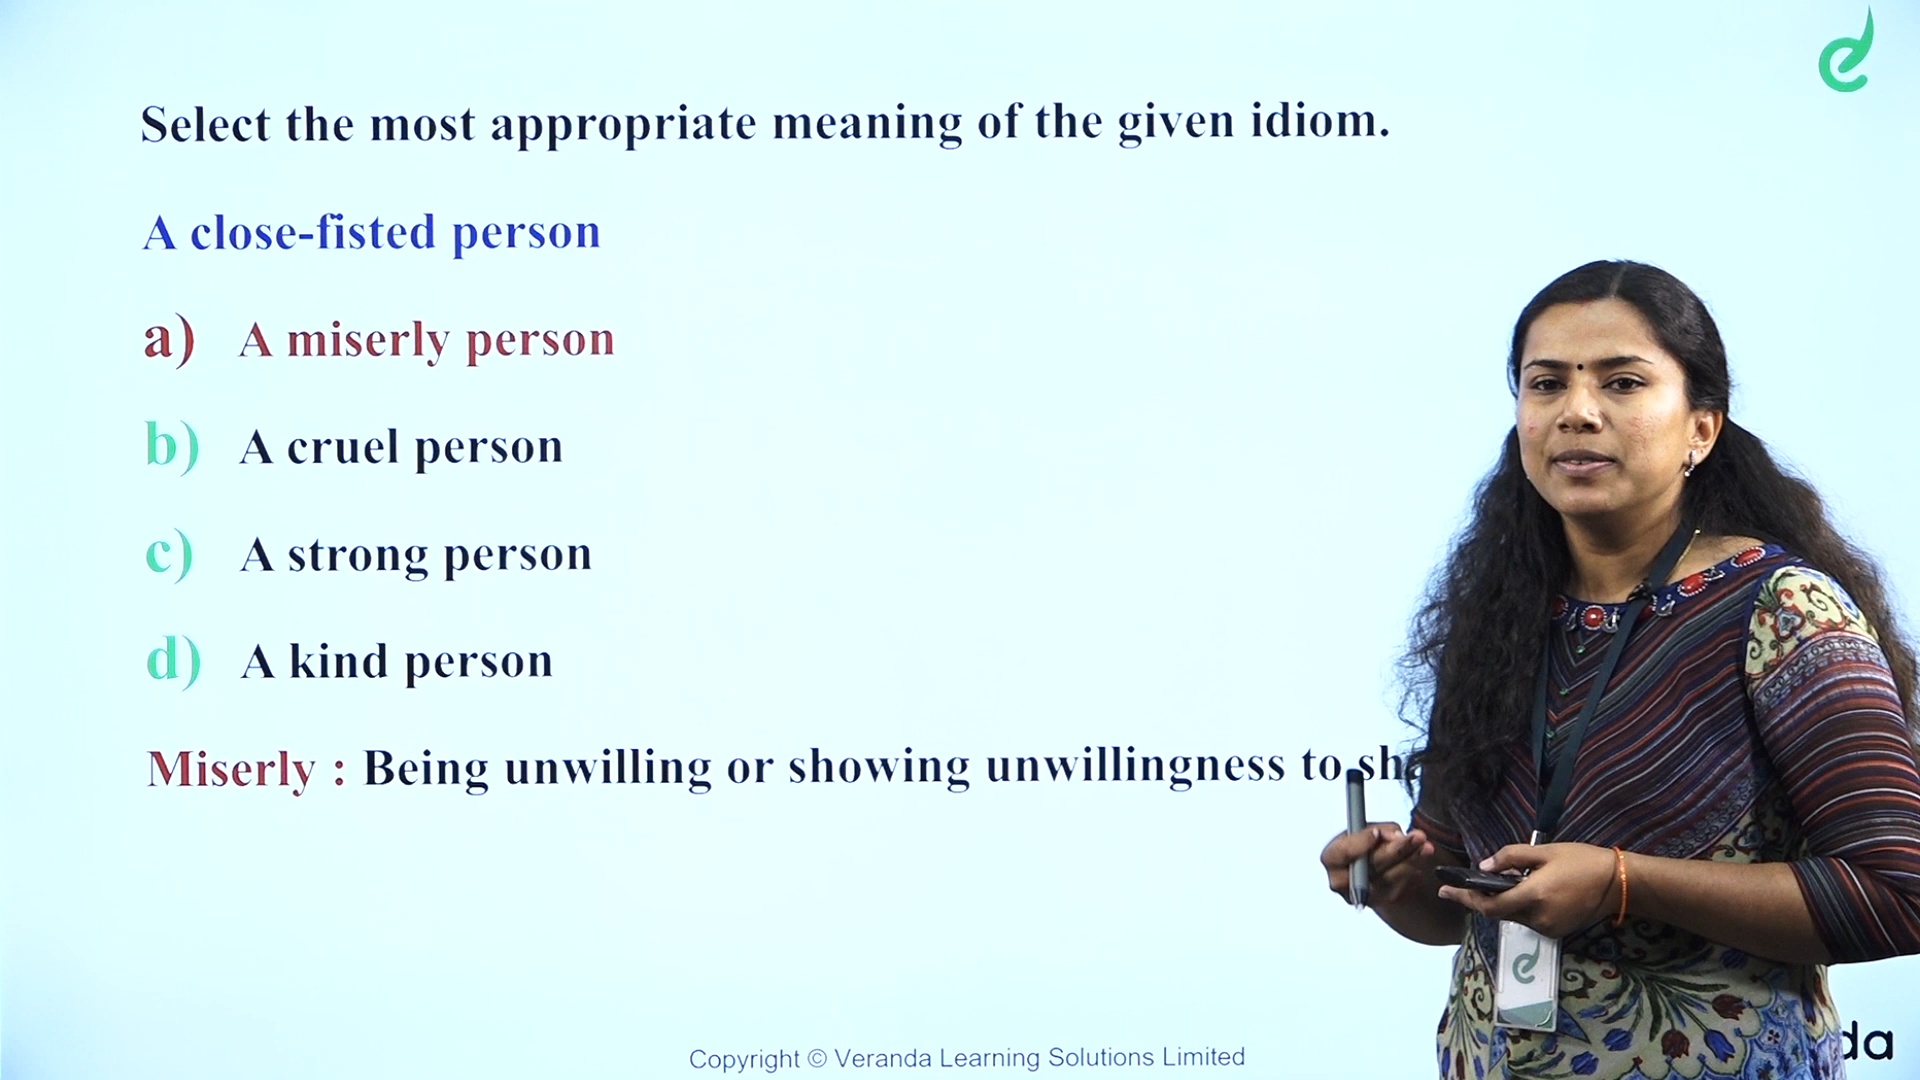 Select the most appropriate meaning of the given idiom.
A close-fisted person
a) A miserly person
b) A cruel person
c) A strong person
d) A kind person
Miserly : Being unwilling or showing unwillingness to
Copyright © Veranda Learning Solutions Limited